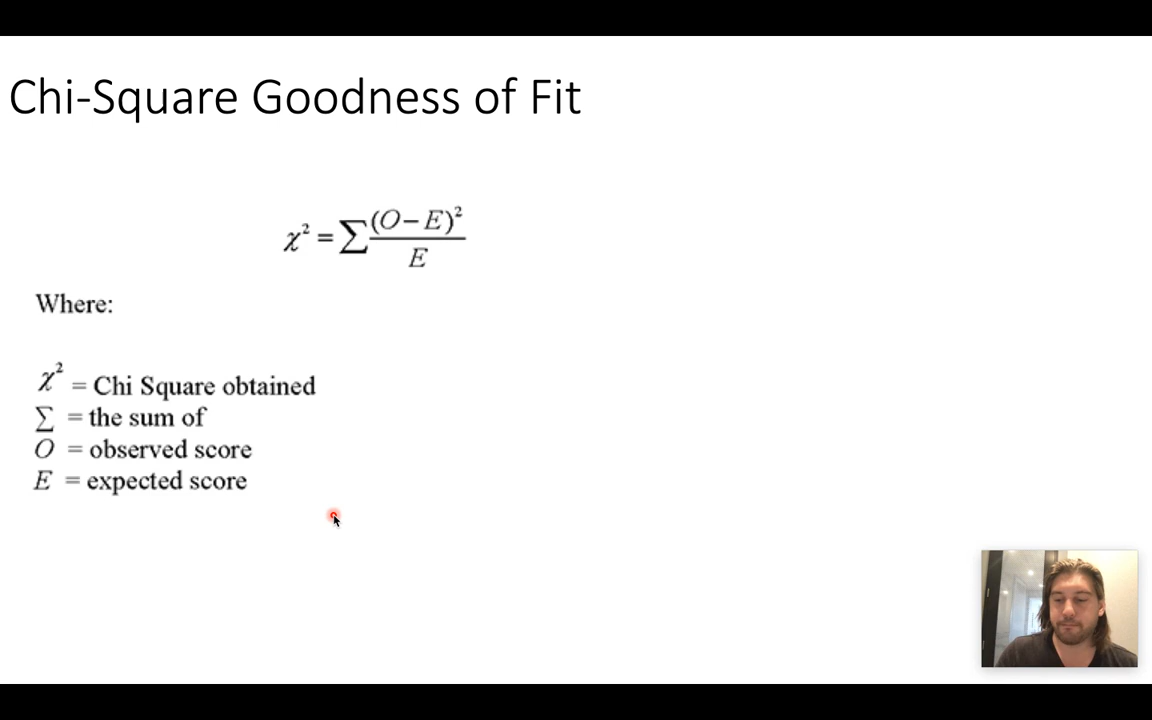 Chi-Square Goodness of Fit
χ² = ∑ (O − E)² / E
Where:
χ² = Chi Square obtained
∑ = the sum of
O = observed score
E = expected score